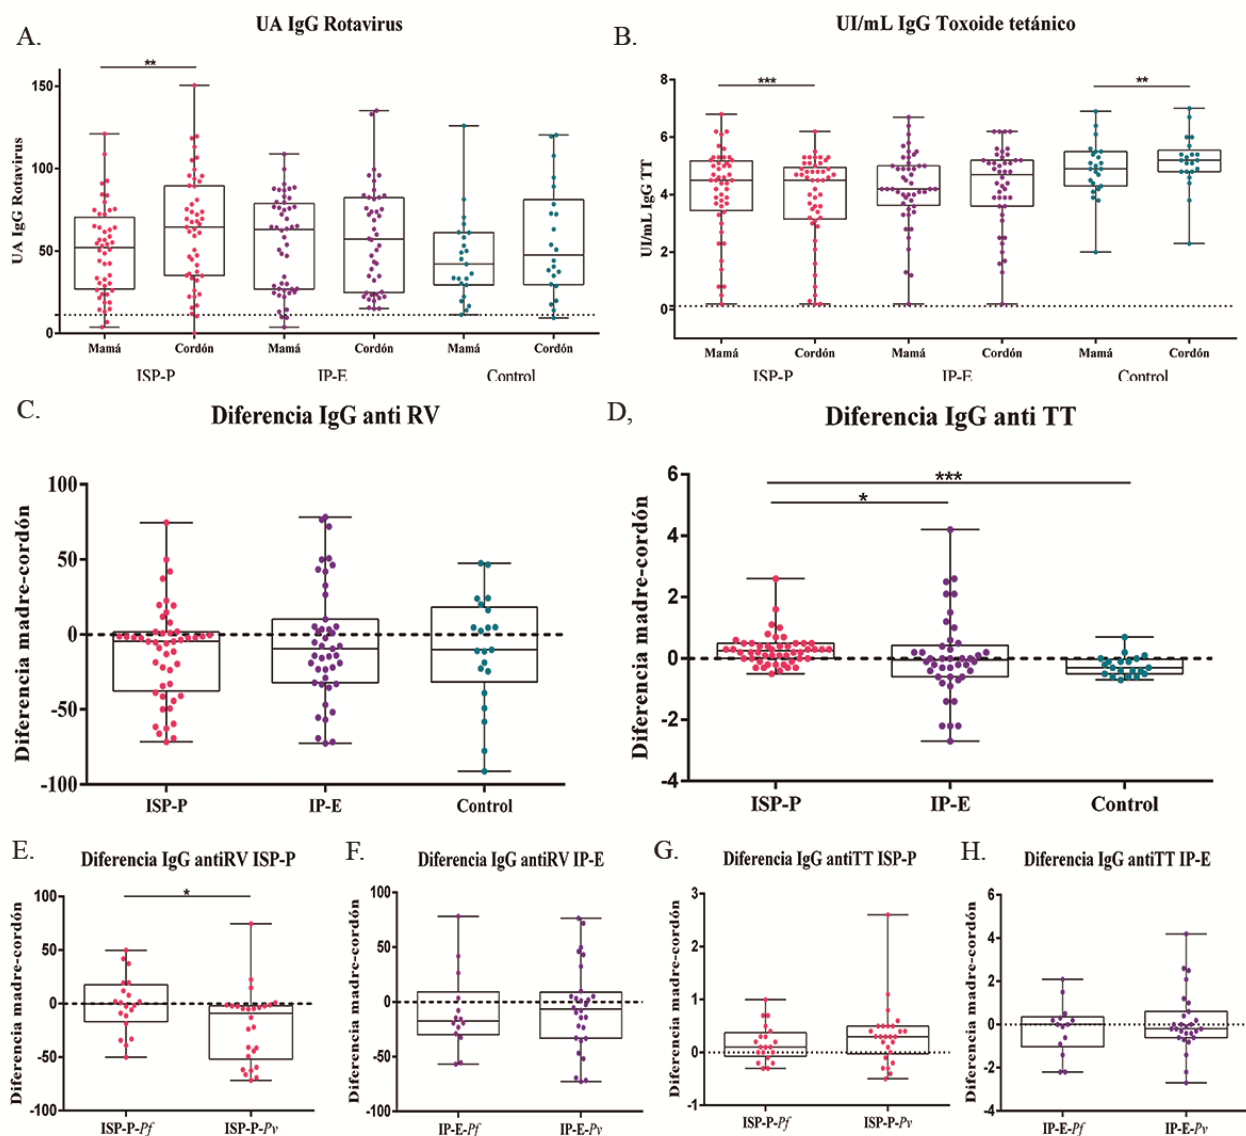 A.
UA IgG Rotavirus
**
150
100
50
0
UA IgG Rotavirus
Mamá Cordón Mamá Cordón Mamá Cordón
ISP-P IP-E Control
B.
UI/mL IgG Toxoide tetánico
*** **
8
6
4
2
0
UI/mL IgG TT
Mamá Cordón Mamá Cordón Mamá Cordón
ISP-P IP-E Control
C.
Diferencia IgG anti RV
100
50
0
-50
-100
Diferencia madre-cordón
ISP-P IP-E Control
D,
Diferencia IgG anti TT
***
*
6
4
2
0
-2
-4
Diferencia madre-cordón
ISP-P IP-E Control
E.
Diferencia IgG antiRV ISP-P
*
100
50
0
-50
-100
Diferencia madre-cordón
ISP-P-Pf ISP-P-Pv
F.
Diferencia IgG antiRV IP-E
100
50
0
-50
-100
Diferencia madre-cordón
IP-E-Pf IP-E-Pv
G.
Diferencia IgG antiTT ISP-P
3
2
1
0
-1
Diferencia madre-cordón
ISP-P-Pf ISP-P-Pv
H.
Diferencia IgG antiTT IP-E
6
4
2
0
-2
-4
Diferencia madre-cordón
IP-E-Pf IP-E-Pv